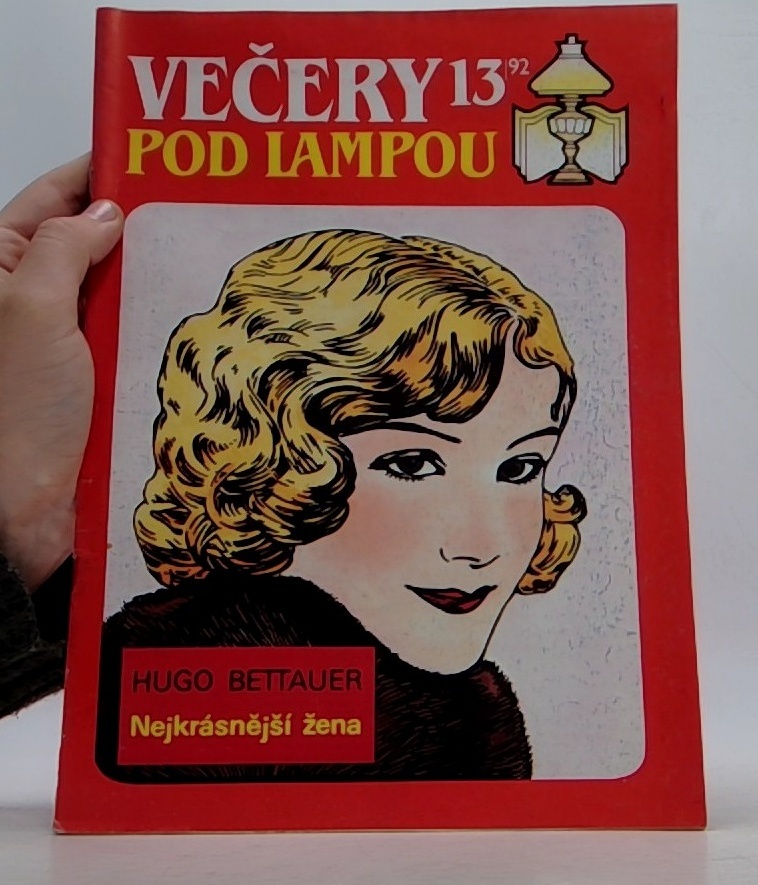 VEČERY 13|92
POD LAMPOU
HUGO BETTAUER
Nejkrásnější žena